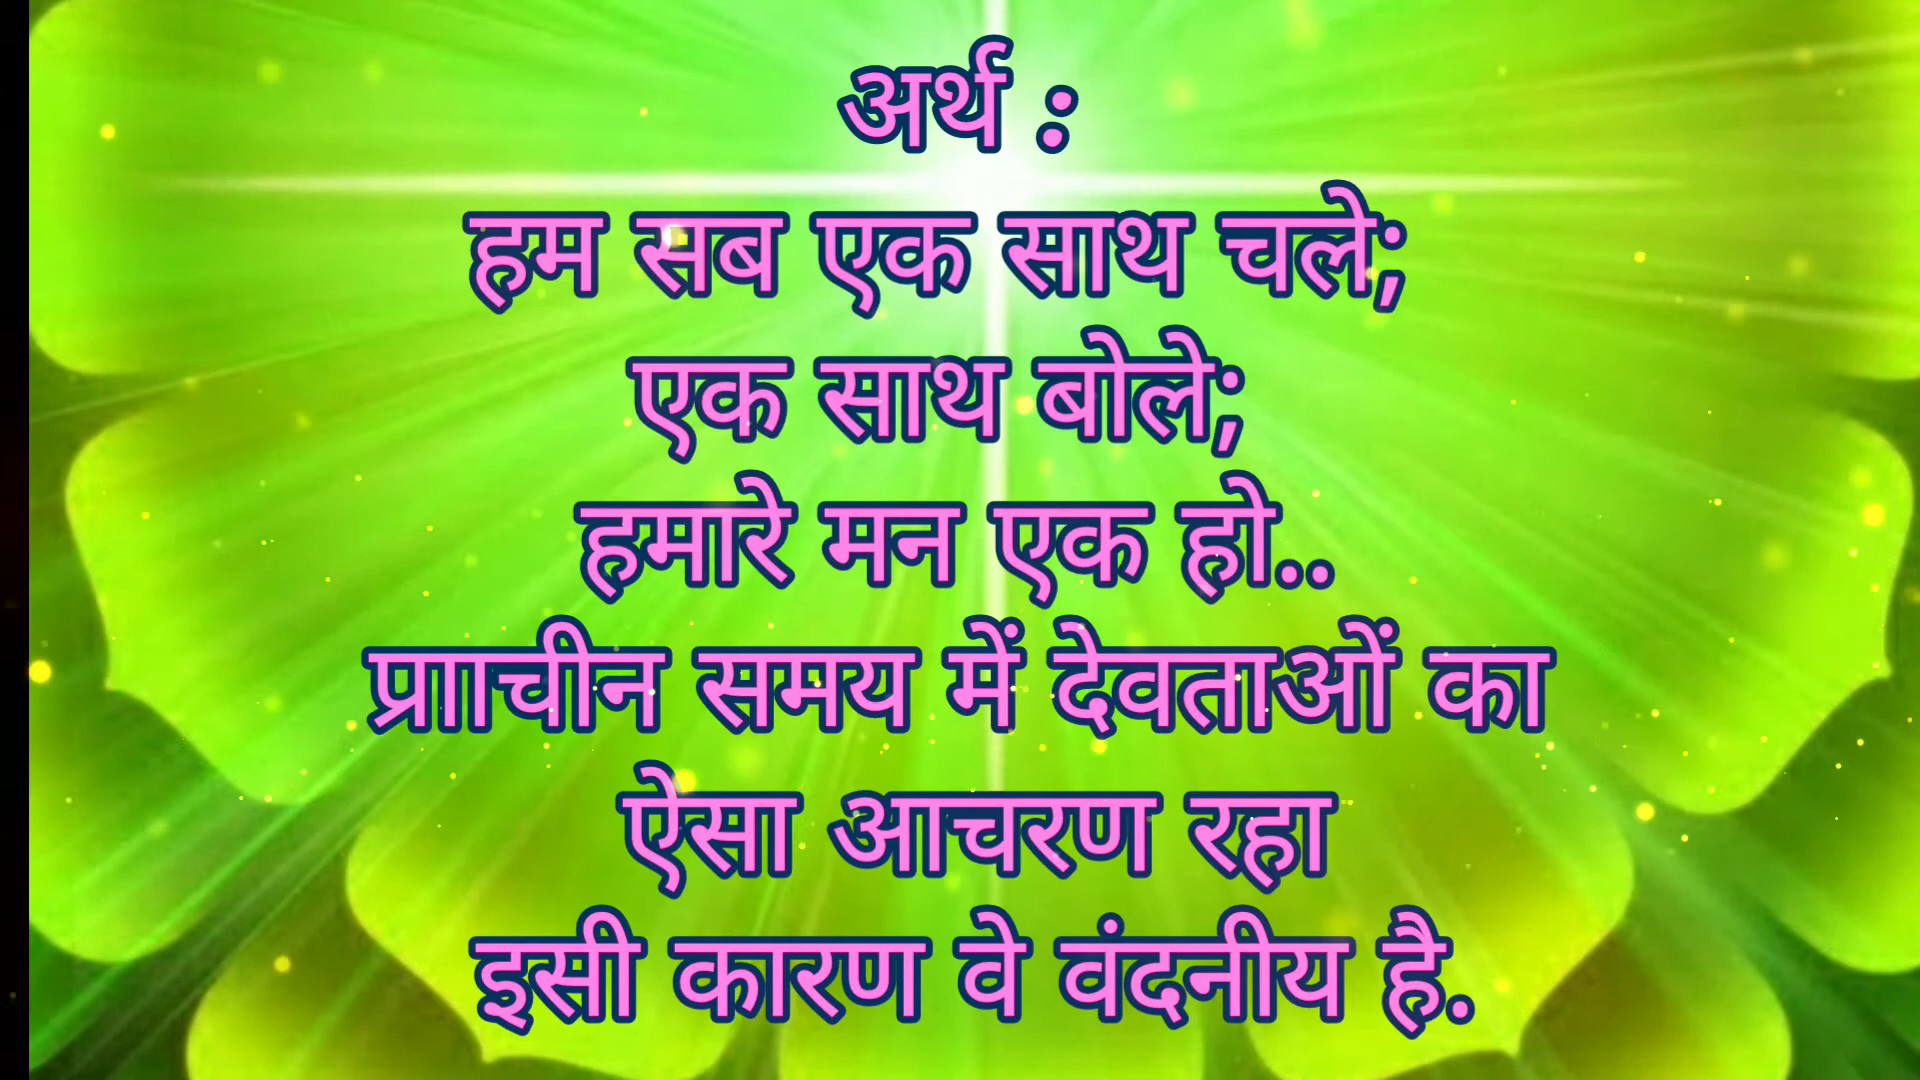 अर्थ :
हम सब एक साथ चले;
एक साथ बोले;
हमारे मन एक हो..
प्रााचीन समय में देवताओं का
ऐसा आचरण रहा
इसी कारण वे वंदनीय है.